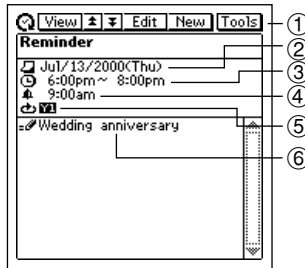 View Edit New Tools ①
Reminder ②
Jul/13/2000(Thu) ③
6:00pm~ 8:00pm ④
9:00am
Y1 ⑤
Wedding anniversary
⑥